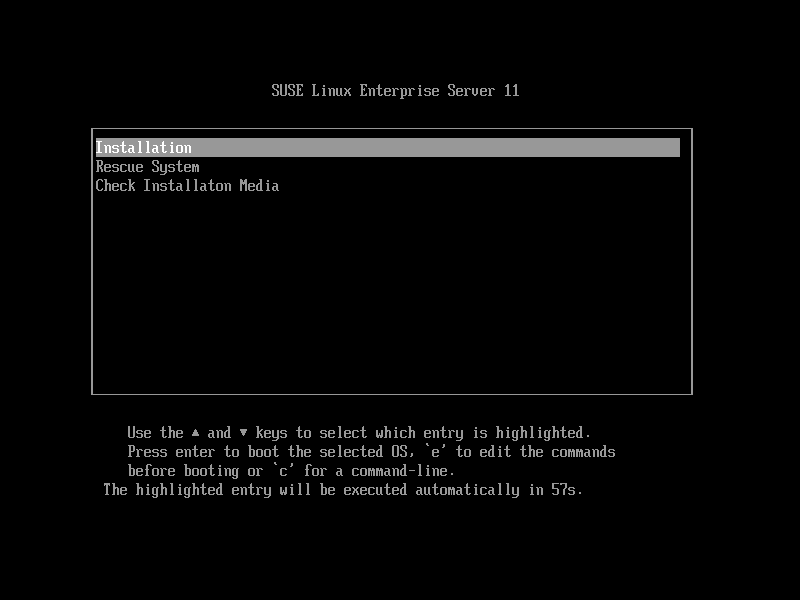 SUSE Linux Enterprise Server 11
Installation
Rescue System
Check Installaton Media
Use the ▲ and ▼ keys to select which entry is highlighted.
Press enter to boot the selected OS, `e' to edit the commands
before booting or `c' for a command-line.
The highlighted entry will be executed automatically in 57s.